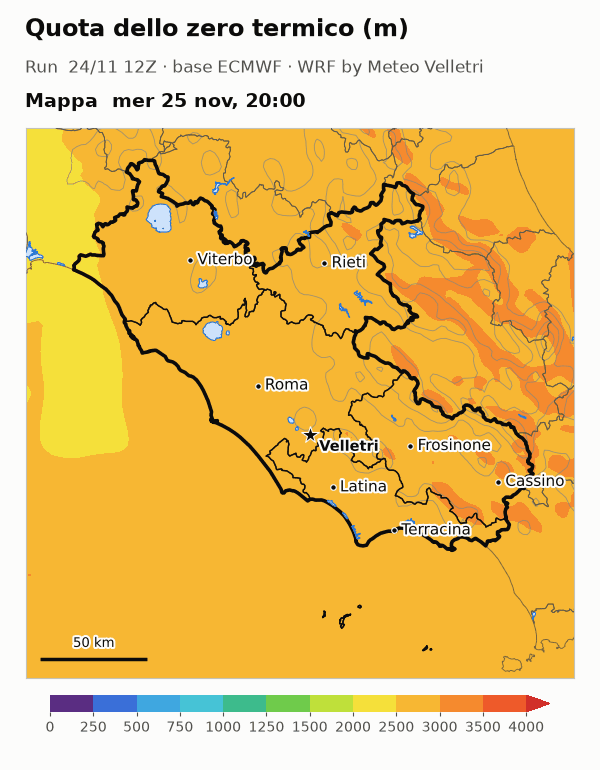 Quota dello zero termico (m)
Run  24/11 12Z · base ECMWF · WRF by Meteo Velletri
Mappa  mer 25 nov, 20:00
Viterbo
Rieti
Roma
Velletri
Frosinone
Cassino
Latina
Terracina
50 km
0 250 500 750 1000 1250 1500 2000 2500 3000 3500 4000